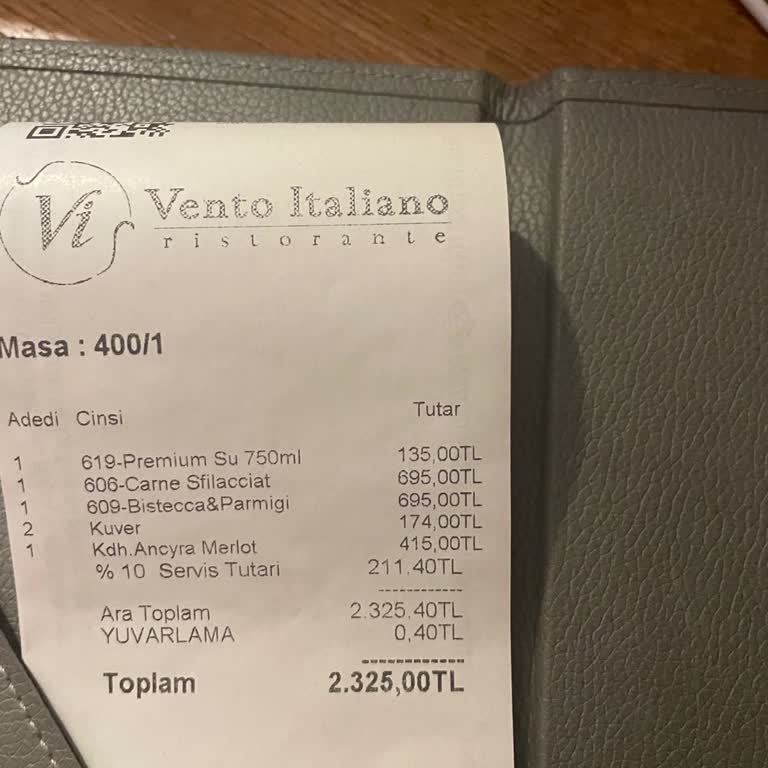 Vi Vento Italiano
ristorante
Masa : 400/1
Adedi Cinsi Tutar
1 619-Premium Su 750ml 135,00TL
1 606-Carne Sfilacciat 695,00TL
1 609-Bistecca&Parmigi 695,00TL
2 Kuver 174,00TL
1 Kdh.Ancyra Merlot 415,00TL
% 10 Servis Tutari 211,40TL
Ara Toplam 2.325,40TL
YUVARLAMA 0,40TL
Toplam 2.325,00TL